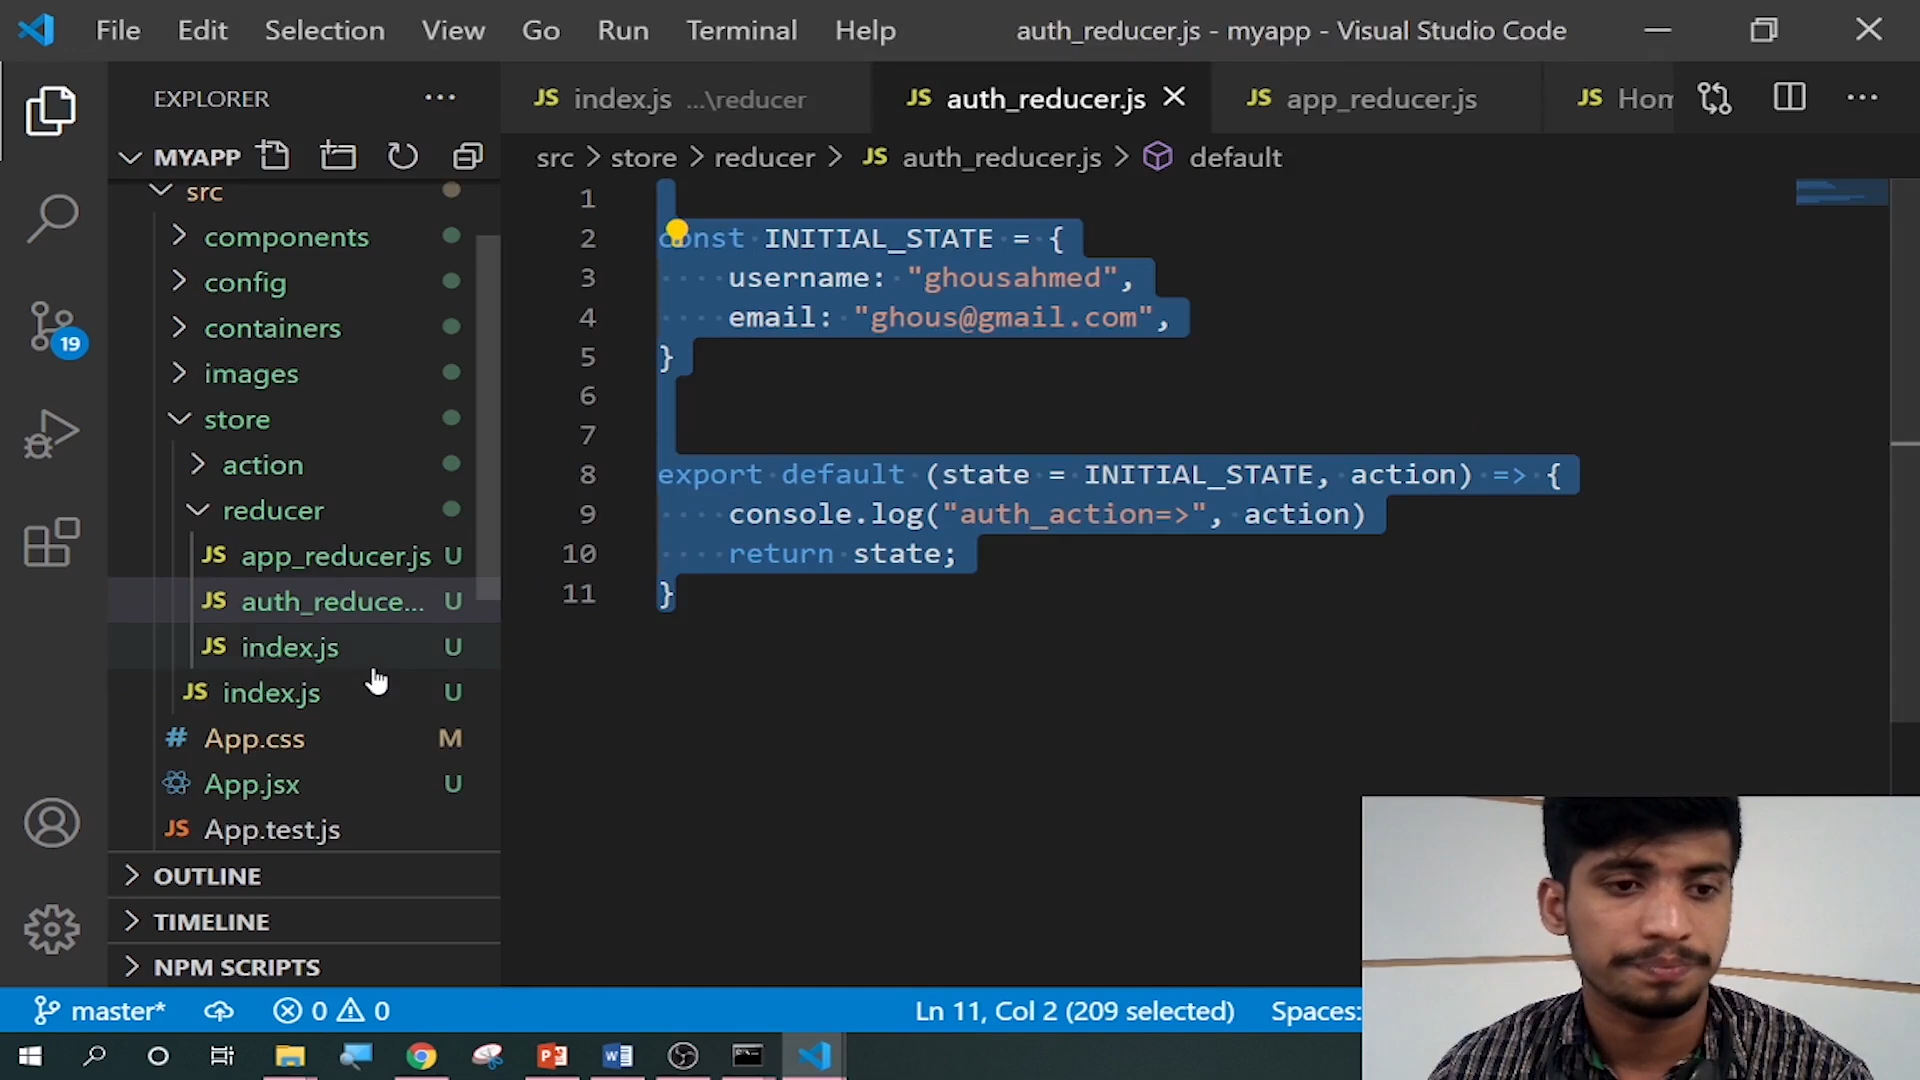 File Edit Selection View Go Run Terminal Help auth_reducer.js - myapp - Visual Studio Code
EXPLORER
JS index.js ...\reducer JS auth_reducer.js JS app_reducer.js JS Hom
MYAPP
src > store > reducer > JS auth_reducer.js > default
src
components
config
containers
images
store
action
reducer
JS app_reducer.js U
JS auth_reduce... U
JS index.js U
JS index.js U
# App.css M
App.jsx U
JS App.test.js
OUTLINE
TIMELINE
NPM SCRIPTS
19
1
2 const INITIAL_STATE = {
3 username: "ghousahmed",
4 email: "ghous@gmail.com",
5 }
6
7
8 export default (state = INITIAL_STATE, action) => {
9 console.log("auth_action=>", action)
10 return state;
11 }
master* 0 0 Ln 11, Col 2 (209 selected) Spaces: